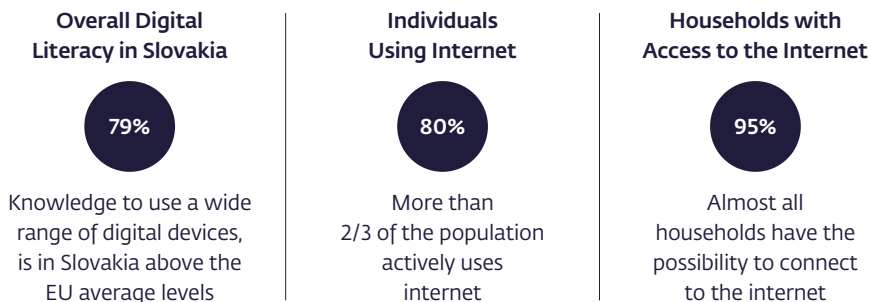 Overall Digital
Literacy in Slovakia
79%
Knowledge to use a wide
range of digital devices,
is in Slovakia above the
EU average levels
Individuals
Using Internet
80%
More than
2/3 of the population
actively uses
internet
Households with
Access to the Internet
95%
Almost all
households have the
possibility to connect
to the internet